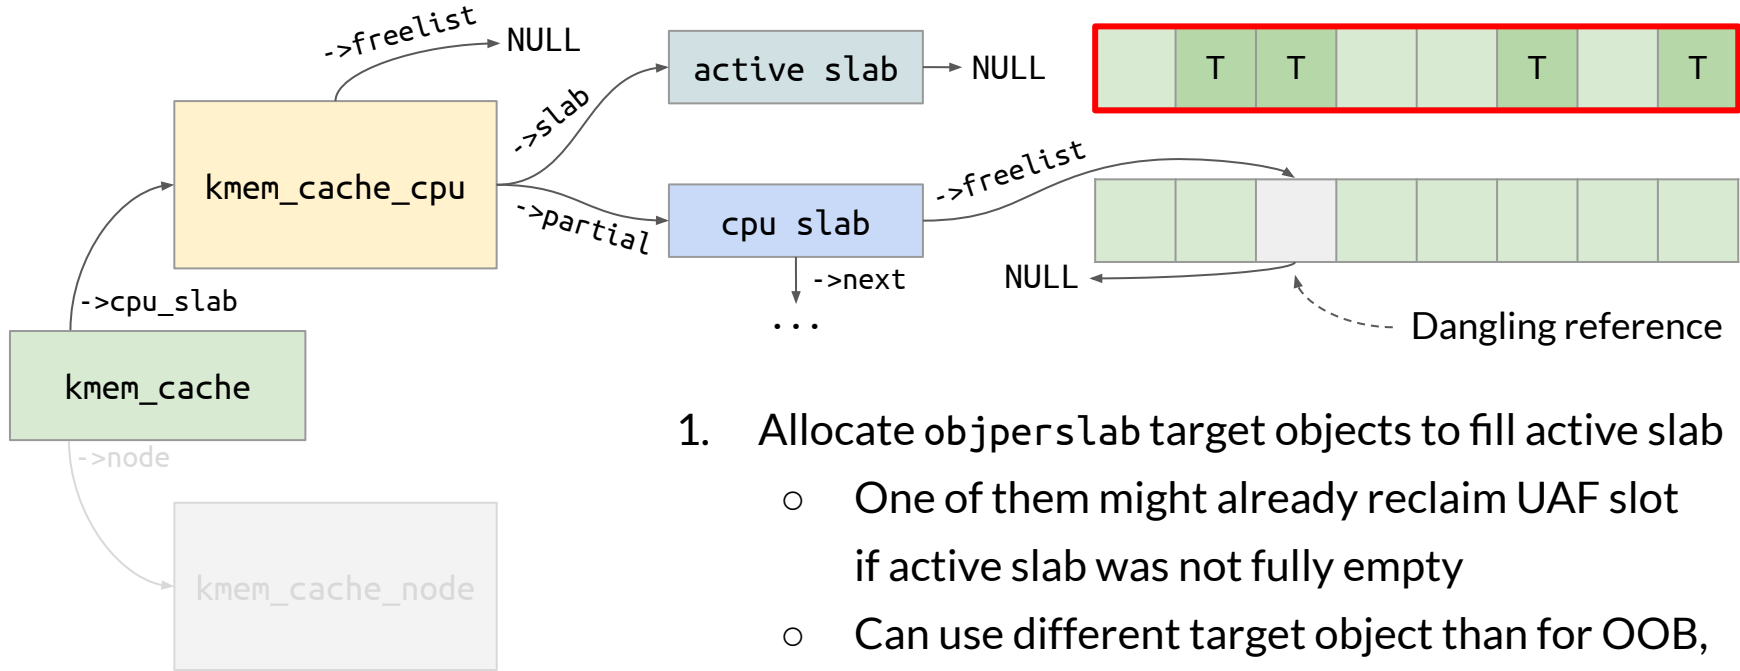 ->freelist
NULL
active slab
NULL
T T T T
->slab
kmem_cache_cpu
->partial
cpu slab
->freelist
->next
...
NULL
Dangling reference
->cpu_slab
kmem_cache
->node
kmem_cache_node
1. Allocate objperslab target objects to fill active slab
○ One of them might already reclaim UAF slot
if active slab was not fully empty
○ Can use different target object than for OOB,